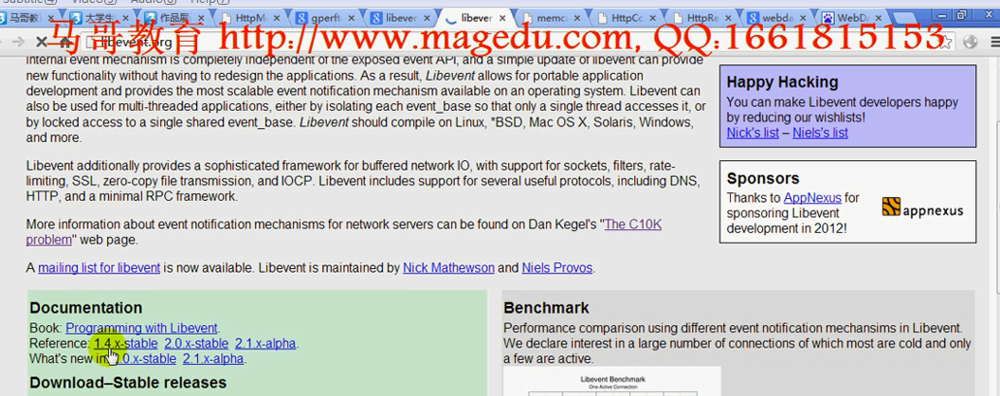 Subtitle(4) Video(5) Audio(6) Help(7)
马哥教 大学生 作品展 HttpM gperft libever libever memca HttpCo HttpRe webda WebDA
libevent.org
马哥教育 http://www.magedu.com, QQ:1661815153
internal event mechanism is completely independent of the exposed event API, and a simple update of libevent can provide
new functionality without having to redesign the applications. As a result, Libevent allows for portable application
development and provides the most scalable event notification mechanism available on an operating system. Libevent can
also be used for multi-threaded applications, either by isolating each event_base so that only a single thread accesses it, or
by locked access to a single shared event_base. Libevent should compile on Linux, *BSD, Mac OS X, Solaris, Windows,
and more.
Libevent additionally provides a sophisticated framework for buffered network IO, with support for sockets, filters, rate-
limiting, SSL, zero-copy file transmission, and IOCP. Libevent includes support for several useful protocols, including DNS,
HTTP, and a minimal RPC framework.
More information about event notification mechanisms for network servers can be found on Dan Kegel's "The C10K
problem" web page.
A mailing list for libevent is now available. Libevent is maintained by Nick Mathewson and Niels Provos.
Happy Hacking
You can make Libevent developers happy
by reducing our wishlists!
Nick's list – Niels's list
Sponsors
Thanks to AppNexus for
sponsoring Libevent
development in 2012!
appnexus
Documentation
Book: Programming with Libevent.
Reference: 1.4.x-stable 2.0.x-stable 2.1.x-alpha.
What's new in .0.x-stable 2.1.x-alpha.
Download–Stable releases
Benchmark
Performance comparison using different event notification mechansims in Libevent.
We declare interest in a large number of connections of which most are cold and only
a few are active.
Libevent Benchmark
One Active Connection